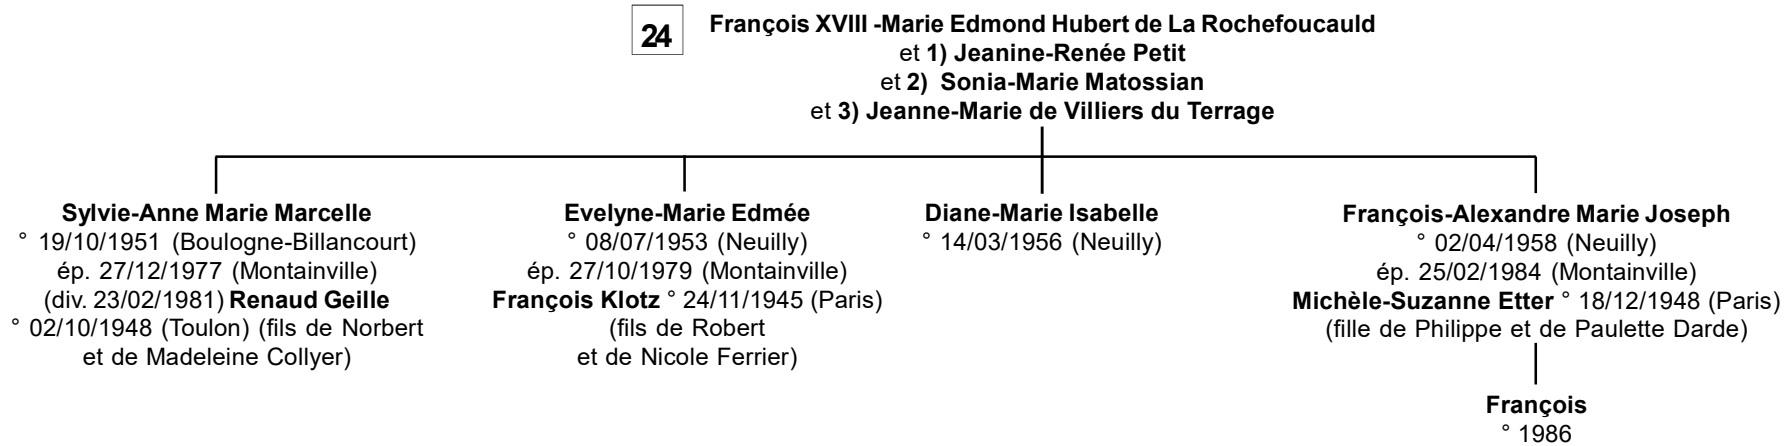 24
François XVIII -Marie Edmond Hubert de La Rochefoucauld
et 1) Jeanine-Renée Petit
et 2) Sonia-Marie Matossian
et 3) Jeanne-Marie de Villiers du Terrage
Sylvie-Anne Marie Marcelle
° 19/10/1951 (Boulogne-Billancourt)
ép. 27/12/1977 (Montainville)
(div. 23/02/1981) Renaud Geille
° 02/10/1948 (Toulon) (fils de Norbert
et de Madeleine Collyer)
Evelyne-Marie Edmée
° 08/07/1953 (Neuilly)
ép. 27/10/1979 (Montainville)
François Klotz ° 24/11/1945 (Paris)
(fils de Robert
et de Nicole Ferrier)
Diane-Marie Isabelle
° 14/03/1956 (Neuilly)
François-Alexandre Marie Joseph
° 02/04/1958 (Neuilly)
ép. 25/02/1984 (Montainville)
Michèle-Suzanne Etter ° 18/12/1948 (Paris)
(fille de Philippe et de Paulette Darde)
François
° 1986